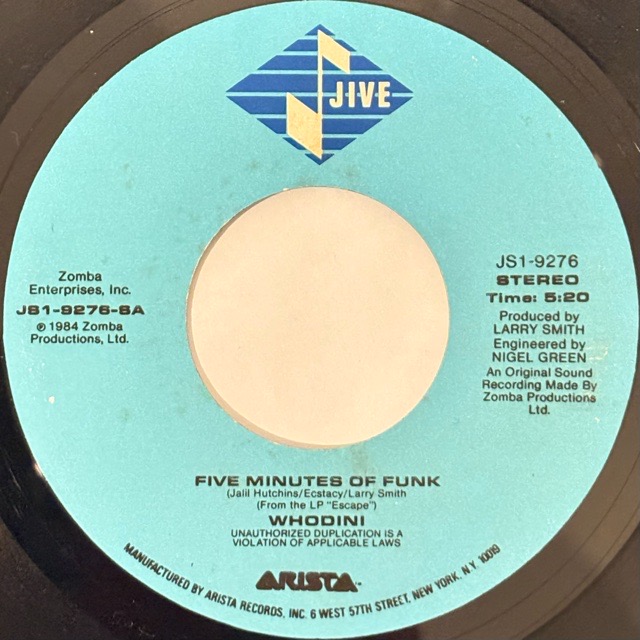 JIVE
Zomba
Enterprises, Inc.
JS1-9276-SA
℗ 1984 Zomba
Productions, Ltd.
JS1-9276
STEREO
Time: 5:20
Produced by
LARRY SMITH
Engineered by
NIGEL GREEN
An Original Sound
Recording Made By
Zomba Productions
Ltd.
FIVE MINUTES OF FUNK
(Jalil Hutchins/Ecstacy/Larry Smith)
(From the LP "Escape")
WHODINI
UNAUTHORIZED DUPLICATION IS A
VIOLATION OF APPLICABLE LAWS
ARISTA™
MANUFACTURED BY ARISTA RECORDS, INC. 6 WEST 57TH STREET, NEW YORK, N.Y. 10019